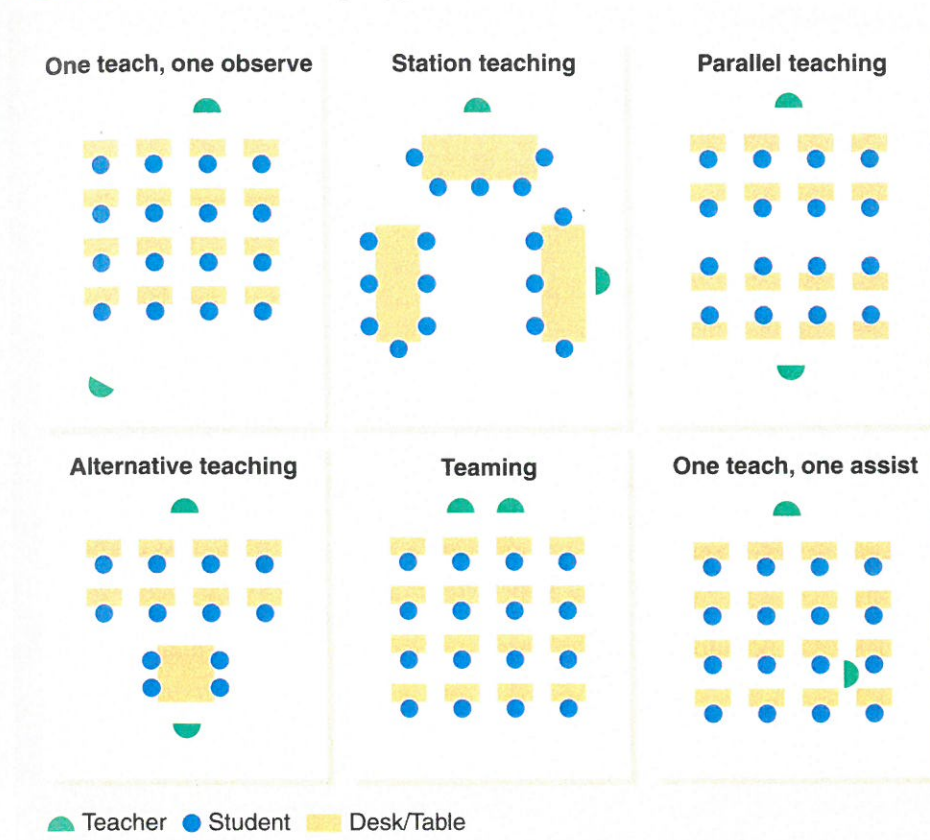 One teach, one observe
Station teaching
Parallel teaching
Alternative teaching
Teaming
One teach, one assist
Teacher
Student
Desk/Table